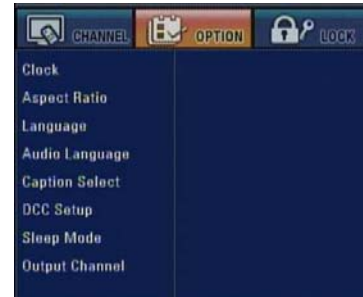 CHANNEL OPTION LOCK
Clock
Aspect Ratio
Language
Audio Language
Caption Select
DCC Setup
Sleep Mode
Output Channel